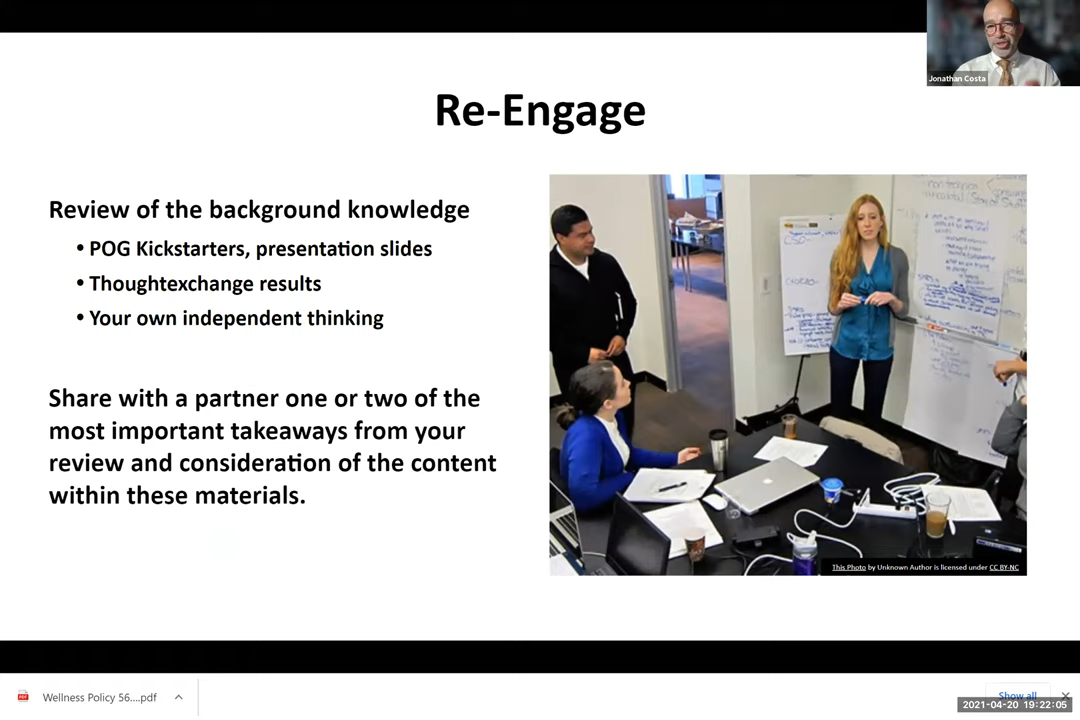 Jonathan Costa
Re-Engage
Review of the background knowledge
• POG Kickstarters, presentation slides
• Thoughtexchange results
• Your own independent thinking
Share with a partner one or two of the
most important takeaways from your
review and consideration of the content
within these materials.
This Photo by Unknown Author is licensed under CC BY-NC
PDF
Wellness Policy 56....pdf
Show all
2021-04-20 19:22:05